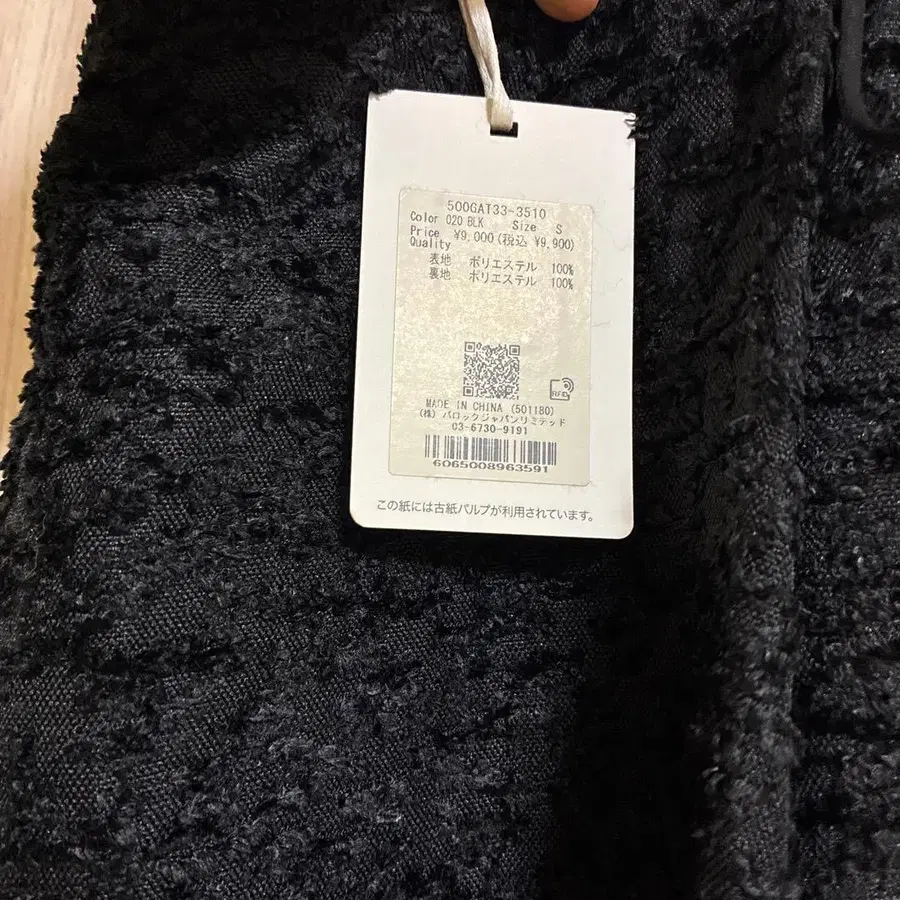 500GAT33-3510
Color 020 BLK Size S
Price ¥9,000(税込 ¥9,900)
Quality
表地 ポリエステル 100%
裏地 ポリエステル 100%
RFID
MADE IN CHINA (501180)
(株) バロックジャパンリミテッド
03-6730-9191
6065008963591
この紙には古紙パルプが利用されています。